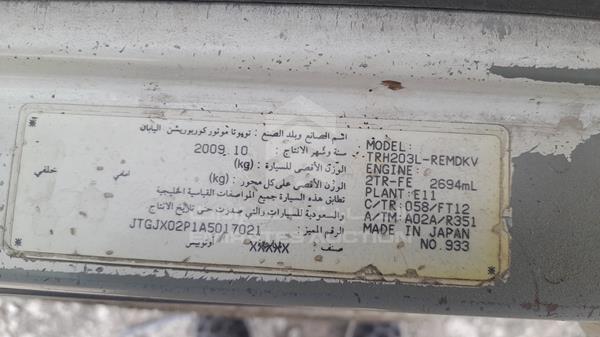 اسم الصانع وبلد الصنع : تويوتا موتور كوربوريشن اليابان
سنة وشهر الانتاج : 2009.10
الوزن الأقصى للسيارة : (kg)
الوزن الأقصى على كل محور : (kg) أمامي خلفي
تطابق هذه السيارة جميع المواصفات القياسية الخليجية
والسعودية للسيارات والتي صدرت حتى تاريخ الانتاج
الرقم المميز : JTGJX02P1A5017021
صنف : أوتوبيس
MODEL:
TRH203L-REMDKV
ENGINE:
2TR-FE 2694mL
PLANT: E11
C/TR: 058/FT12
A/TM: A02A/R351
MADE IN JAPAN
NO.933